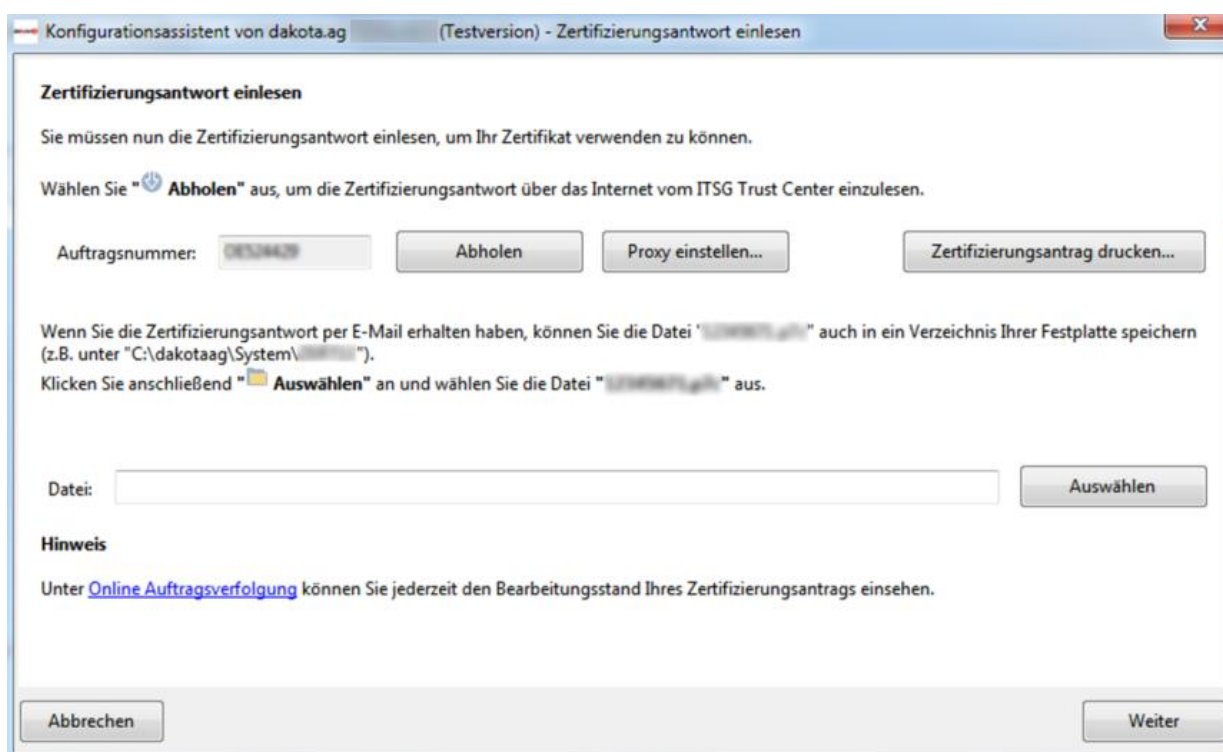 Konfigurationsassistent von dakota.ag (Testversion) - Zertifizierungsantwort einlesen
Zertifizierungsantwort einlesen
Sie müssen nun die Zertifizierungsantwort einlesen, um Ihr Zertifikat verwenden zu können.
Wählen Sie " Abholen" aus, um die Zertifizierungsantwort über das Internet vom ITSG Trust Center einzulesen.
Auftragsnummer: Abholen Proxy einstellen... Zertifizierungsantrag drucken...
Wenn Sie die Zertifizierungsantwort per E-Mail erhalten haben, können Sie die Datei " auch in ein Verzeichnis Ihrer Festplatte speichern
(z.B. unter "C:\dakotaag\System\ ").
Klicken Sie anschließend " Auswählen" an und wählen Sie die Datei " " aus.
Datei: Auswählen
Hinweis
Unter Online Auftragsverfolgung können Sie jederzeit den Bearbeitungsstand Ihres Zertifizierungsantrags einsehen.
Abbrechen Weiter